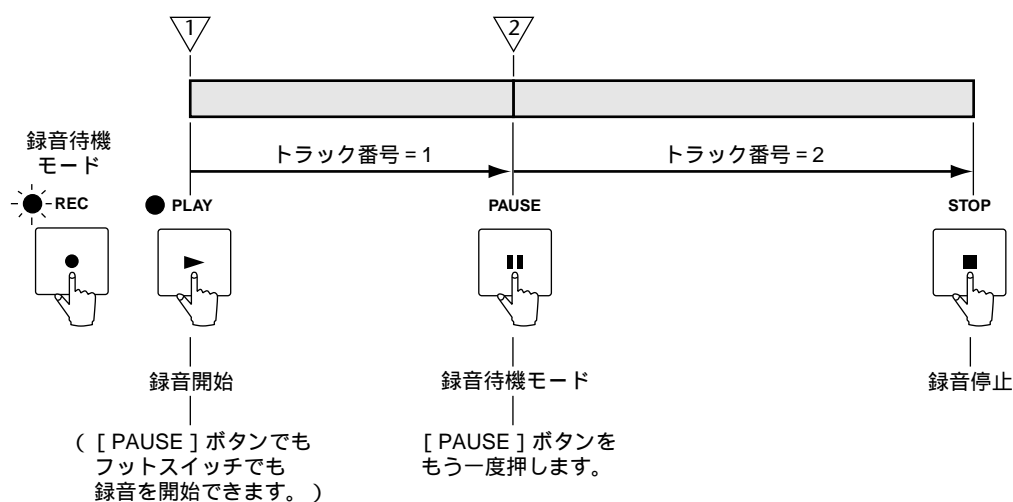 1
2
録音待機
モード
トラック番号 = 1
トラック番号 = 2
REC
PLAY
PAUSE
STOP
録音開始
録音待機モード
録音停止
( [ PAUSE ] ボタンでも
フットスイッチでも
録音を開始できます。 )
[ PAUSE ] ボタンを
もう一度押します。